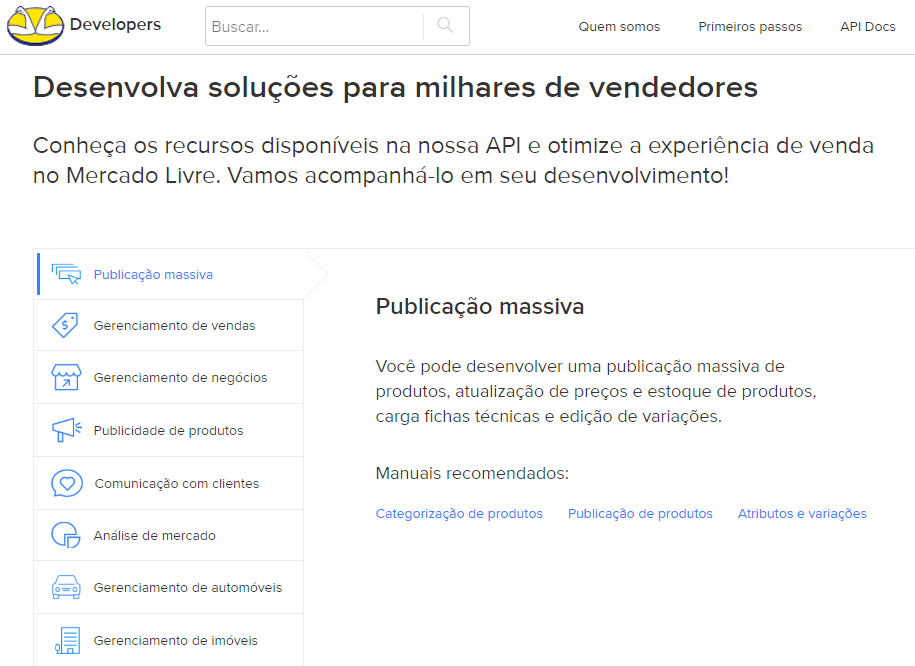 Developers
Buscar...
Quem somos
Primeiros passos
API Docs
Desenvolva soluções para milhares de vendedores
Conheça os recursos disponíveis na nossa API e otimize a experiência de venda
no Mercado Livre. Vamos acompanhá-lo em seu desenvolvimento!
Publicação massiva
Gerenciamento de vendas
Gerenciamento de negócios
Publicidade de produtos
Comunicação com clientes
Análise de mercado
Gerenciamento de automóveis
Gerenciamento de imóveis
Publicação massiva
Você pode desenvolver uma publicação massiva de
produtos, atualização de preços e estoque de produtos,
carga fichas técnicas e edição de variações.
Manuais recomendados:
Categorização de produtos
Publicação de produtos
Atributos e variações